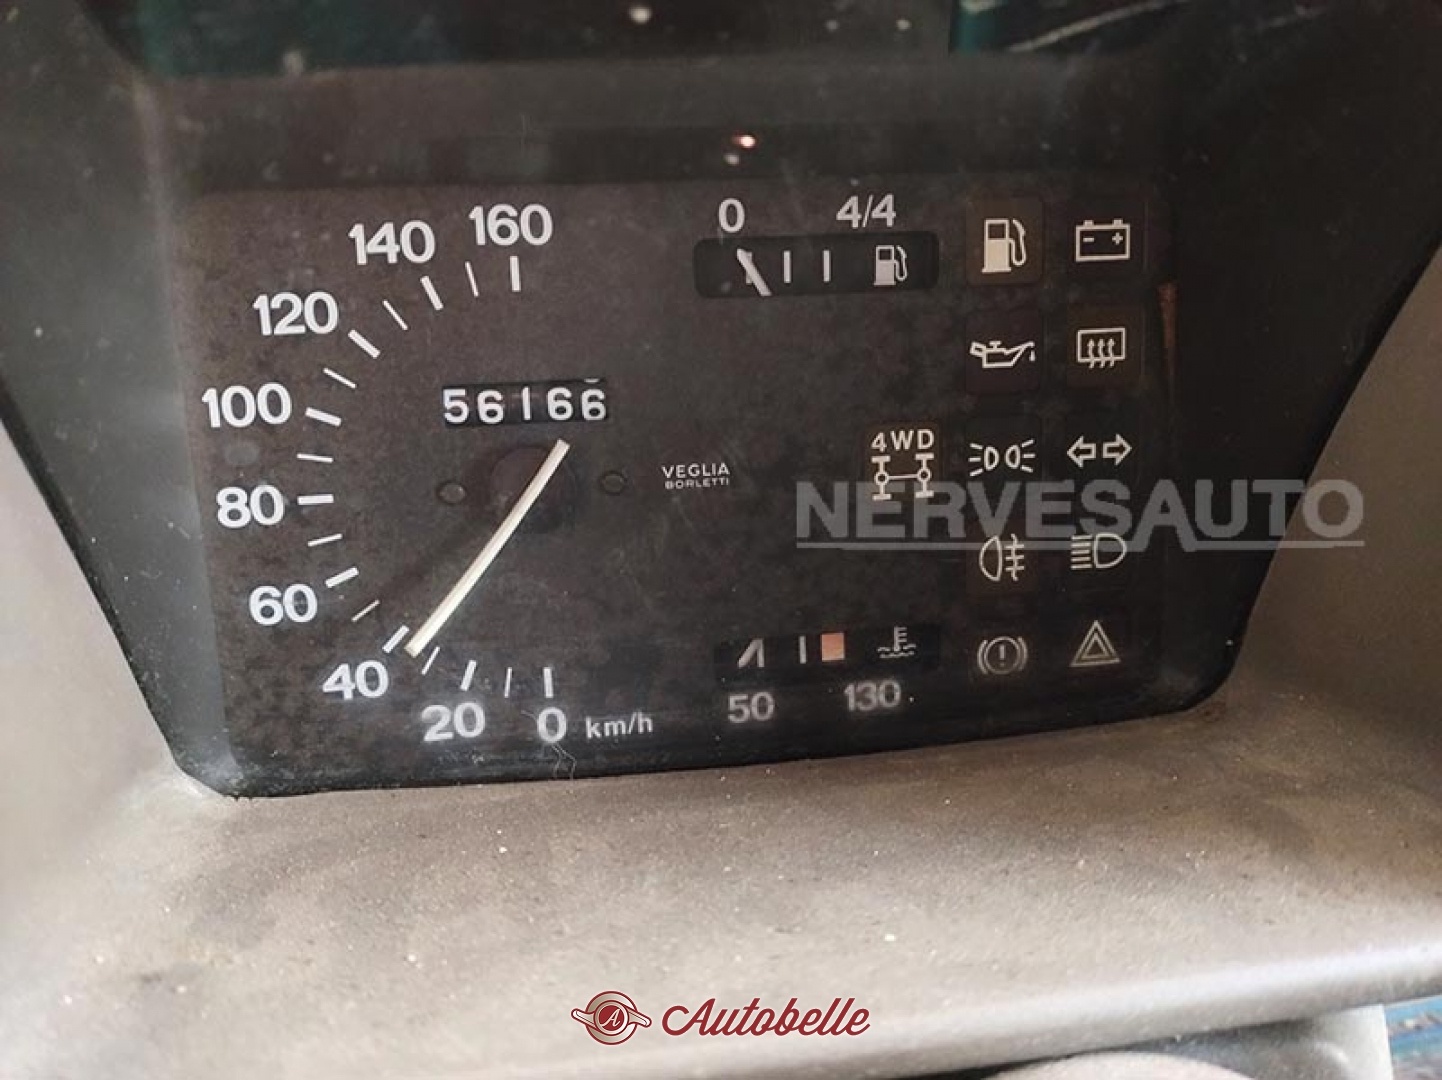 0 4/4
140 160
120
100
56166
4WD
VEGLIA
BORLETTI
80
NERVESAUTO
60
40
20 0 km/h
50 130
A Autobelle